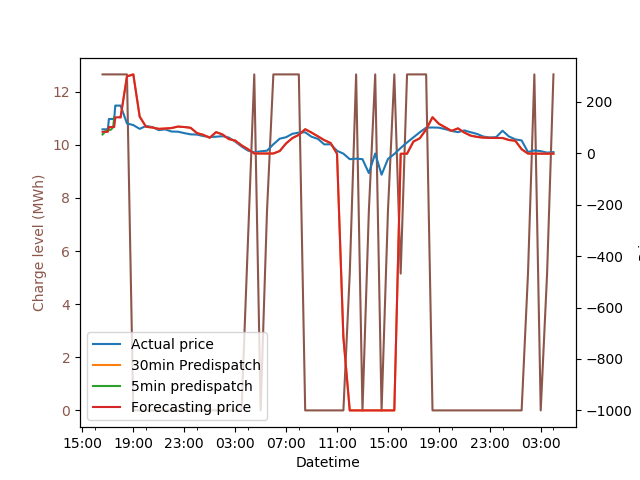 12
10
8
6
4
2
0
Charge level (MWh)
200
0
−200
−400
−600
−800
−1000
Actual price
30min Predispatch
5min predispatch
Forecasting price
15:00 19:00 23:00 03:00 07:00 11:00 15:00 19:00 23:00 03:00
Datetime